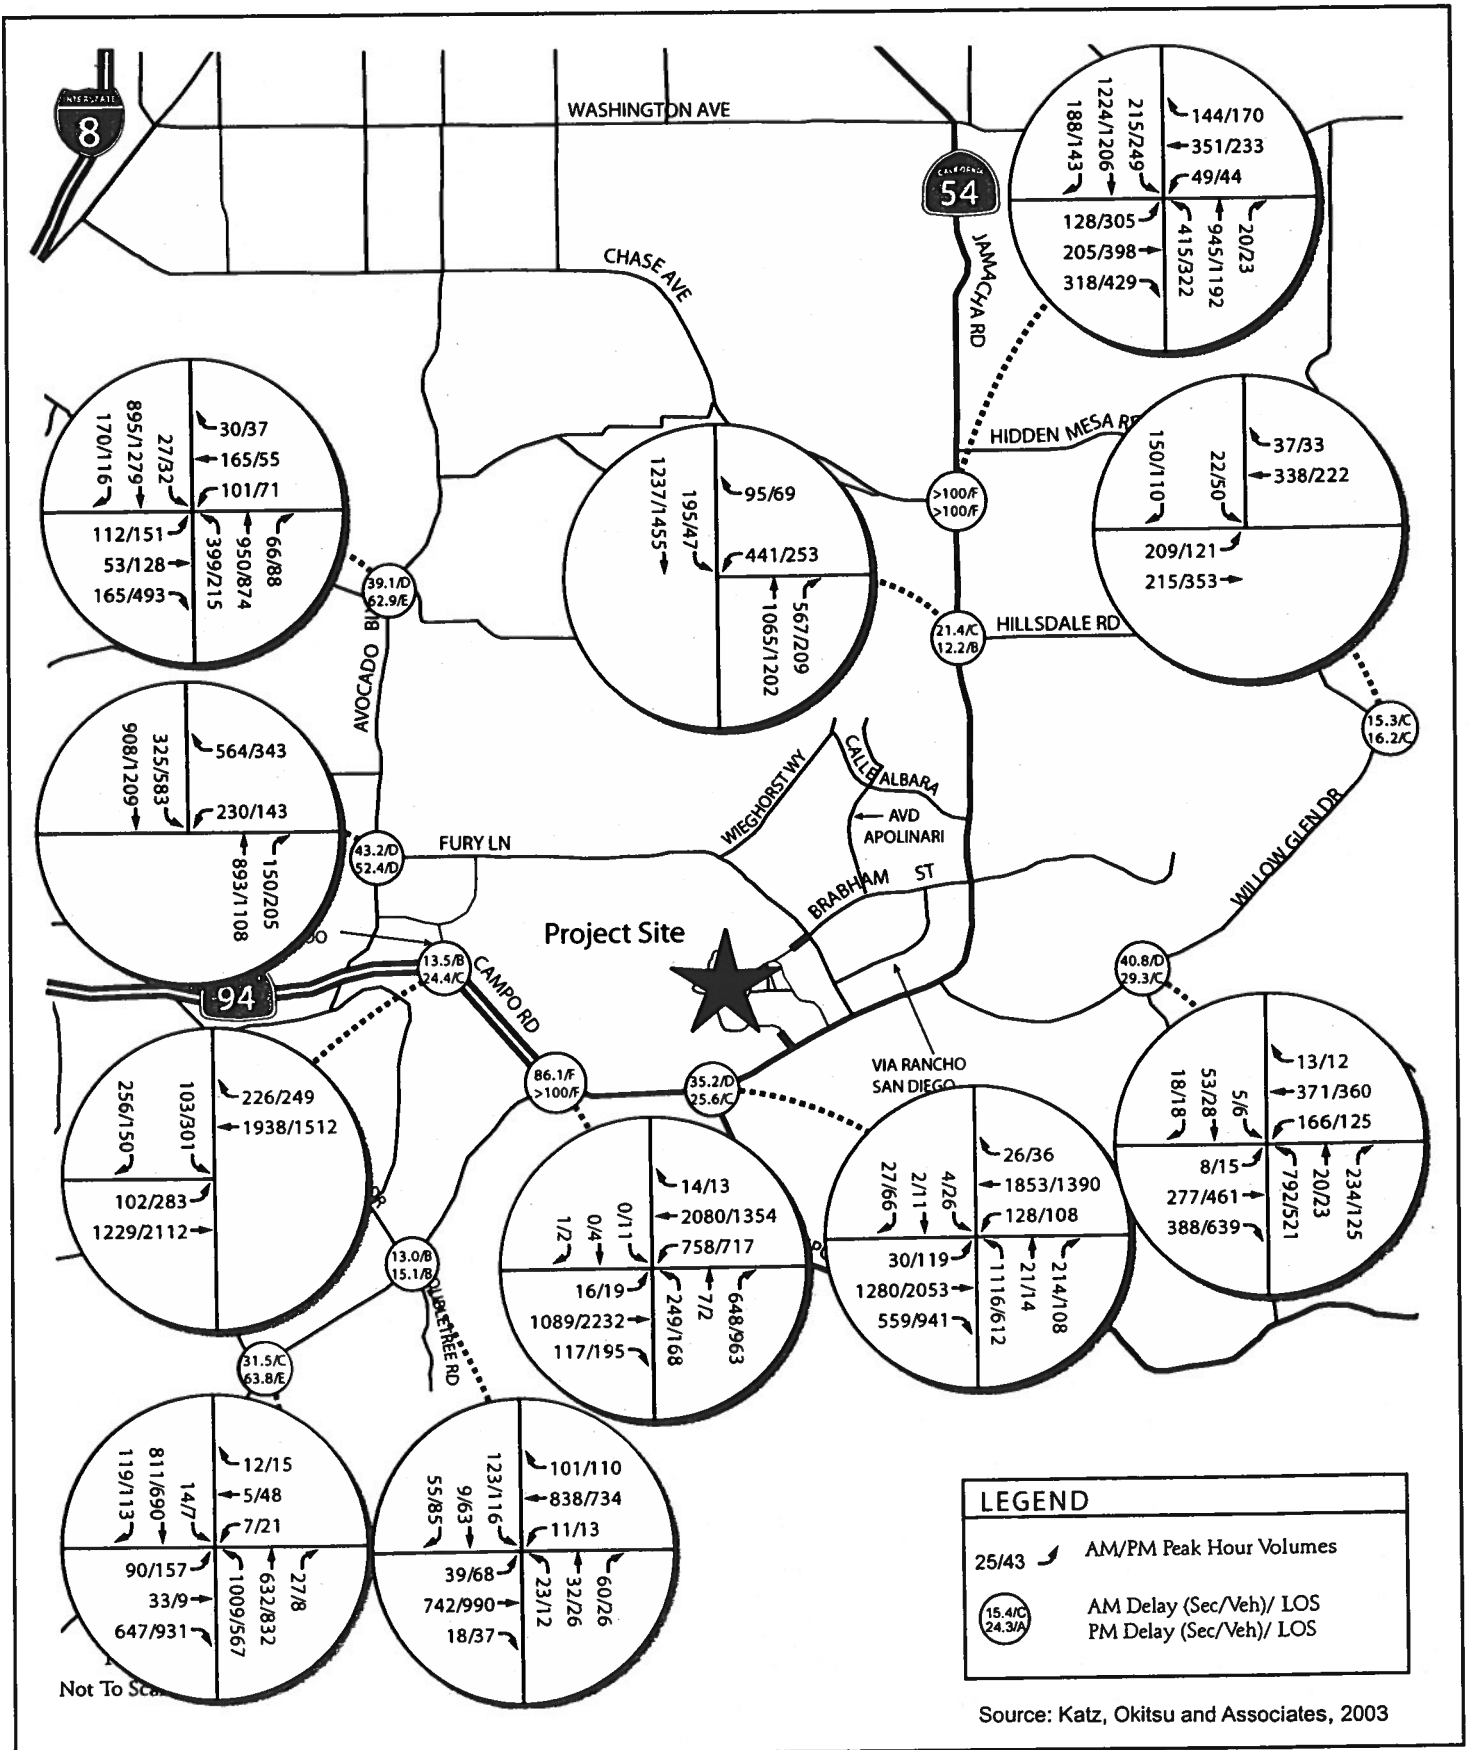 INTERSTATE
8
WASHINGTON AVE
CALIFORNIA
54
JAMACHA RD
CHASE AVE
188/143
1224/1206
215/249
144/170
351/233
49/44
128/305
205/398
318/429
415/322
945/1192
20/23
HIDDEN MESA RD
>100/F
>100/F
170/116
895/1279
27/32
30/37
165/55
101/71
112/151
53/128
165/493
399/215
950/874
66/88
39.1/D
62.9/E
AVOCADO
1237/1455
195/47
95/69
441/253
1065/1202
567/209
21.4/C
12.2/B
HILLSDALE RD
150/110
22/50
37/33
338/222
209/121
215/353
15.3/C
16.2/C
WILLOW GLEN DR
908/1209
325/583
564/343
230/143
893/1108
150/205
43.2/D
52.4/D
FURY LN
WIEGHORST WY
CALLE ALBARA
AVD
APOLINARI
BRABHAM ST
Project Site
94
13.5/B
24.4/C
CAMPO RD
40.8/D
29.3/C
VIA RANCHO
SAN DIEGO
86.1/F
>100/F
35.2/D
25.6/C
256/150
103/301
226/249
1938/1512
102/283
1229/2112
DR
13.0/B
15.1/B
1/2
0/4
0/11
14/13
2080/1354
758/717
16/19
1089/2232
117/195
249/168
7/2
648/963
27/66
2/11
4/26
26/36
1853/1390
128/108
30/119
1280/2053
559/941
1116/612
21/14
214/108
18/18
53/28
5/6
13/12
371/360
166/125
8/15
277/461
388/639
792/521
20/23
234/125
31.5/C
63.8/E
119/113
811/690
14/7
12/15
5/48
7/21
90/157
33/9
647/931
1009/567
632/832
27/8
55/85
9/63
123/116
101/110
838/734
11/13
39/68
742/990
18/37
23/12
32/26
60/26
Not To
LEGEND
25/43 AM/PM Peak Hour Volumes
15.4/C
24.3/A
AM Delay (Sec/Veh)/ LOS
PM Delay (Sec/Veh)/ LOS
Source: Katz, Okitsu and Associates, 2003